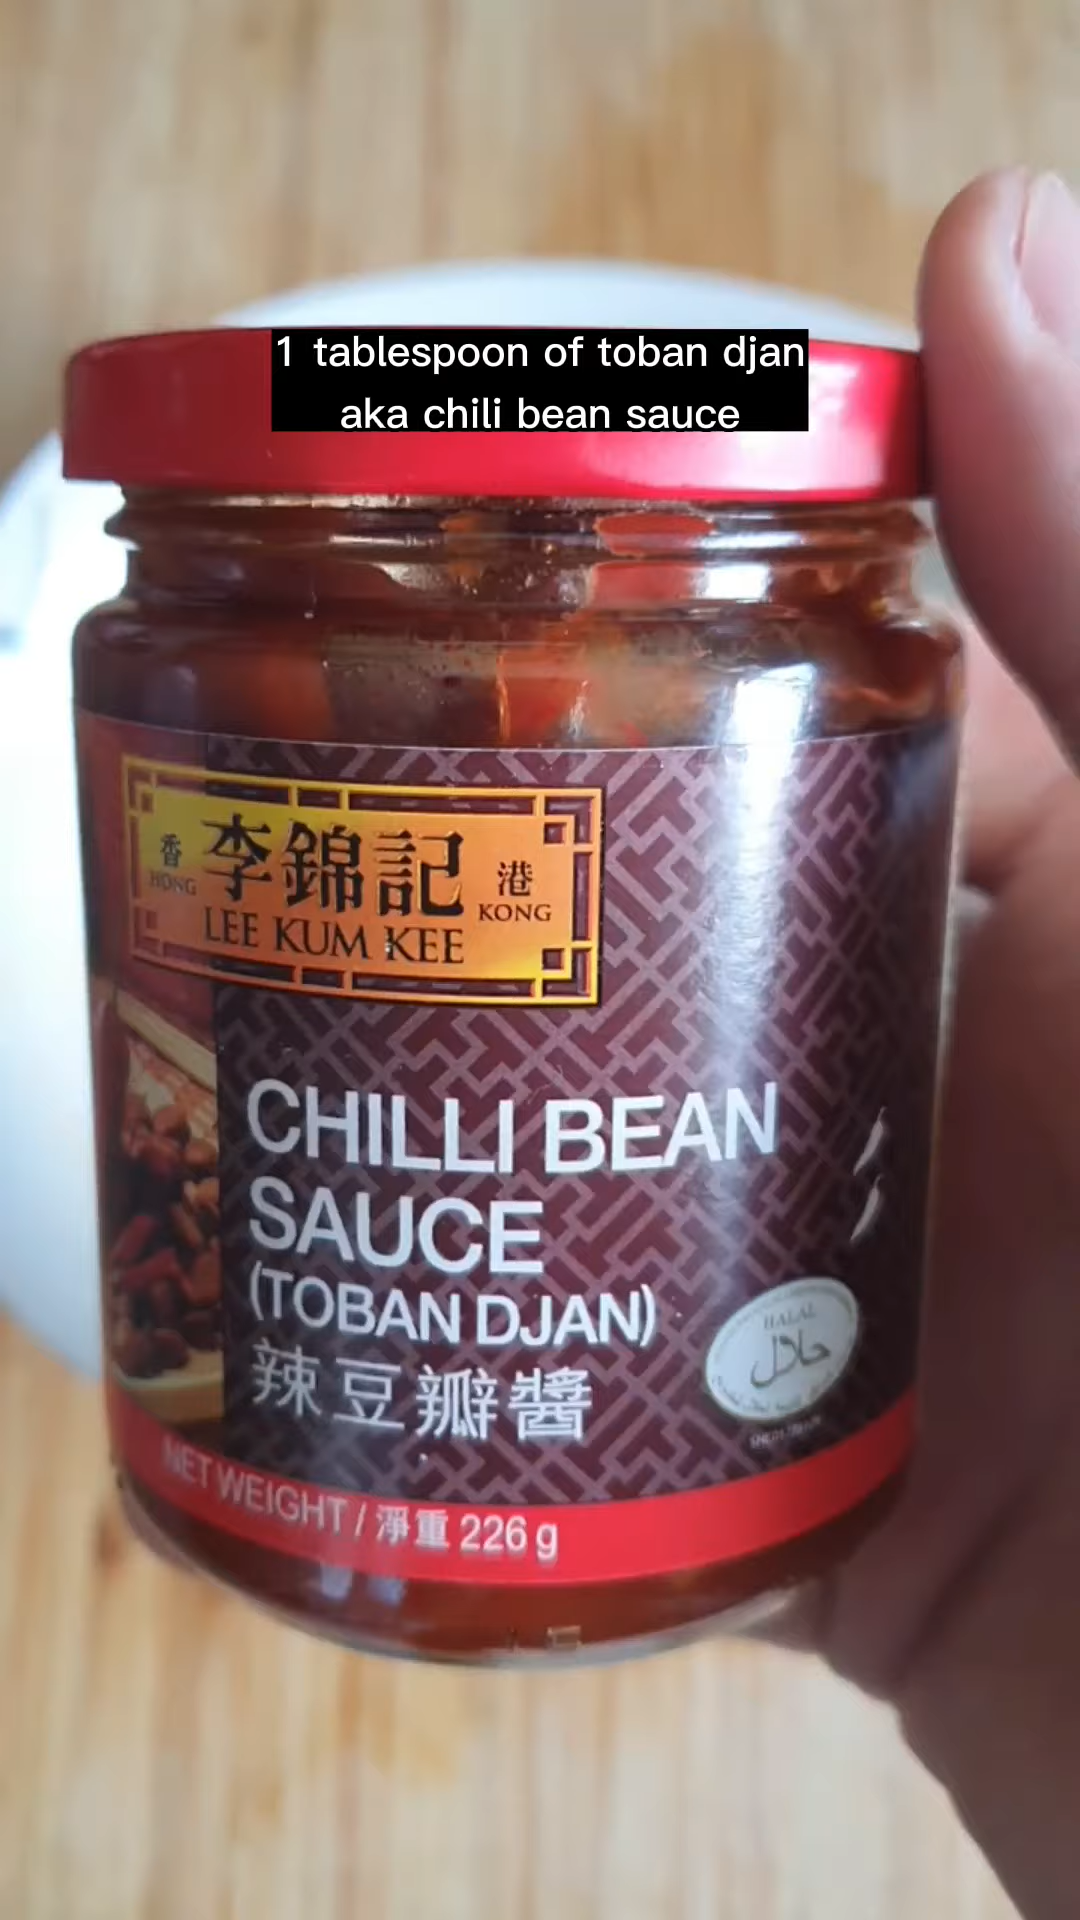 1 tablespoon of toban djan
aka chili bean sauce
香 李錦記 港
HONG LEE KUM KEE KONG
CHILLI BEAN
SAUCE
(TOBAN DJAN)
辣豆瓣醬
HALAL
حلال
NET WEIGHT / 淨重 226 g